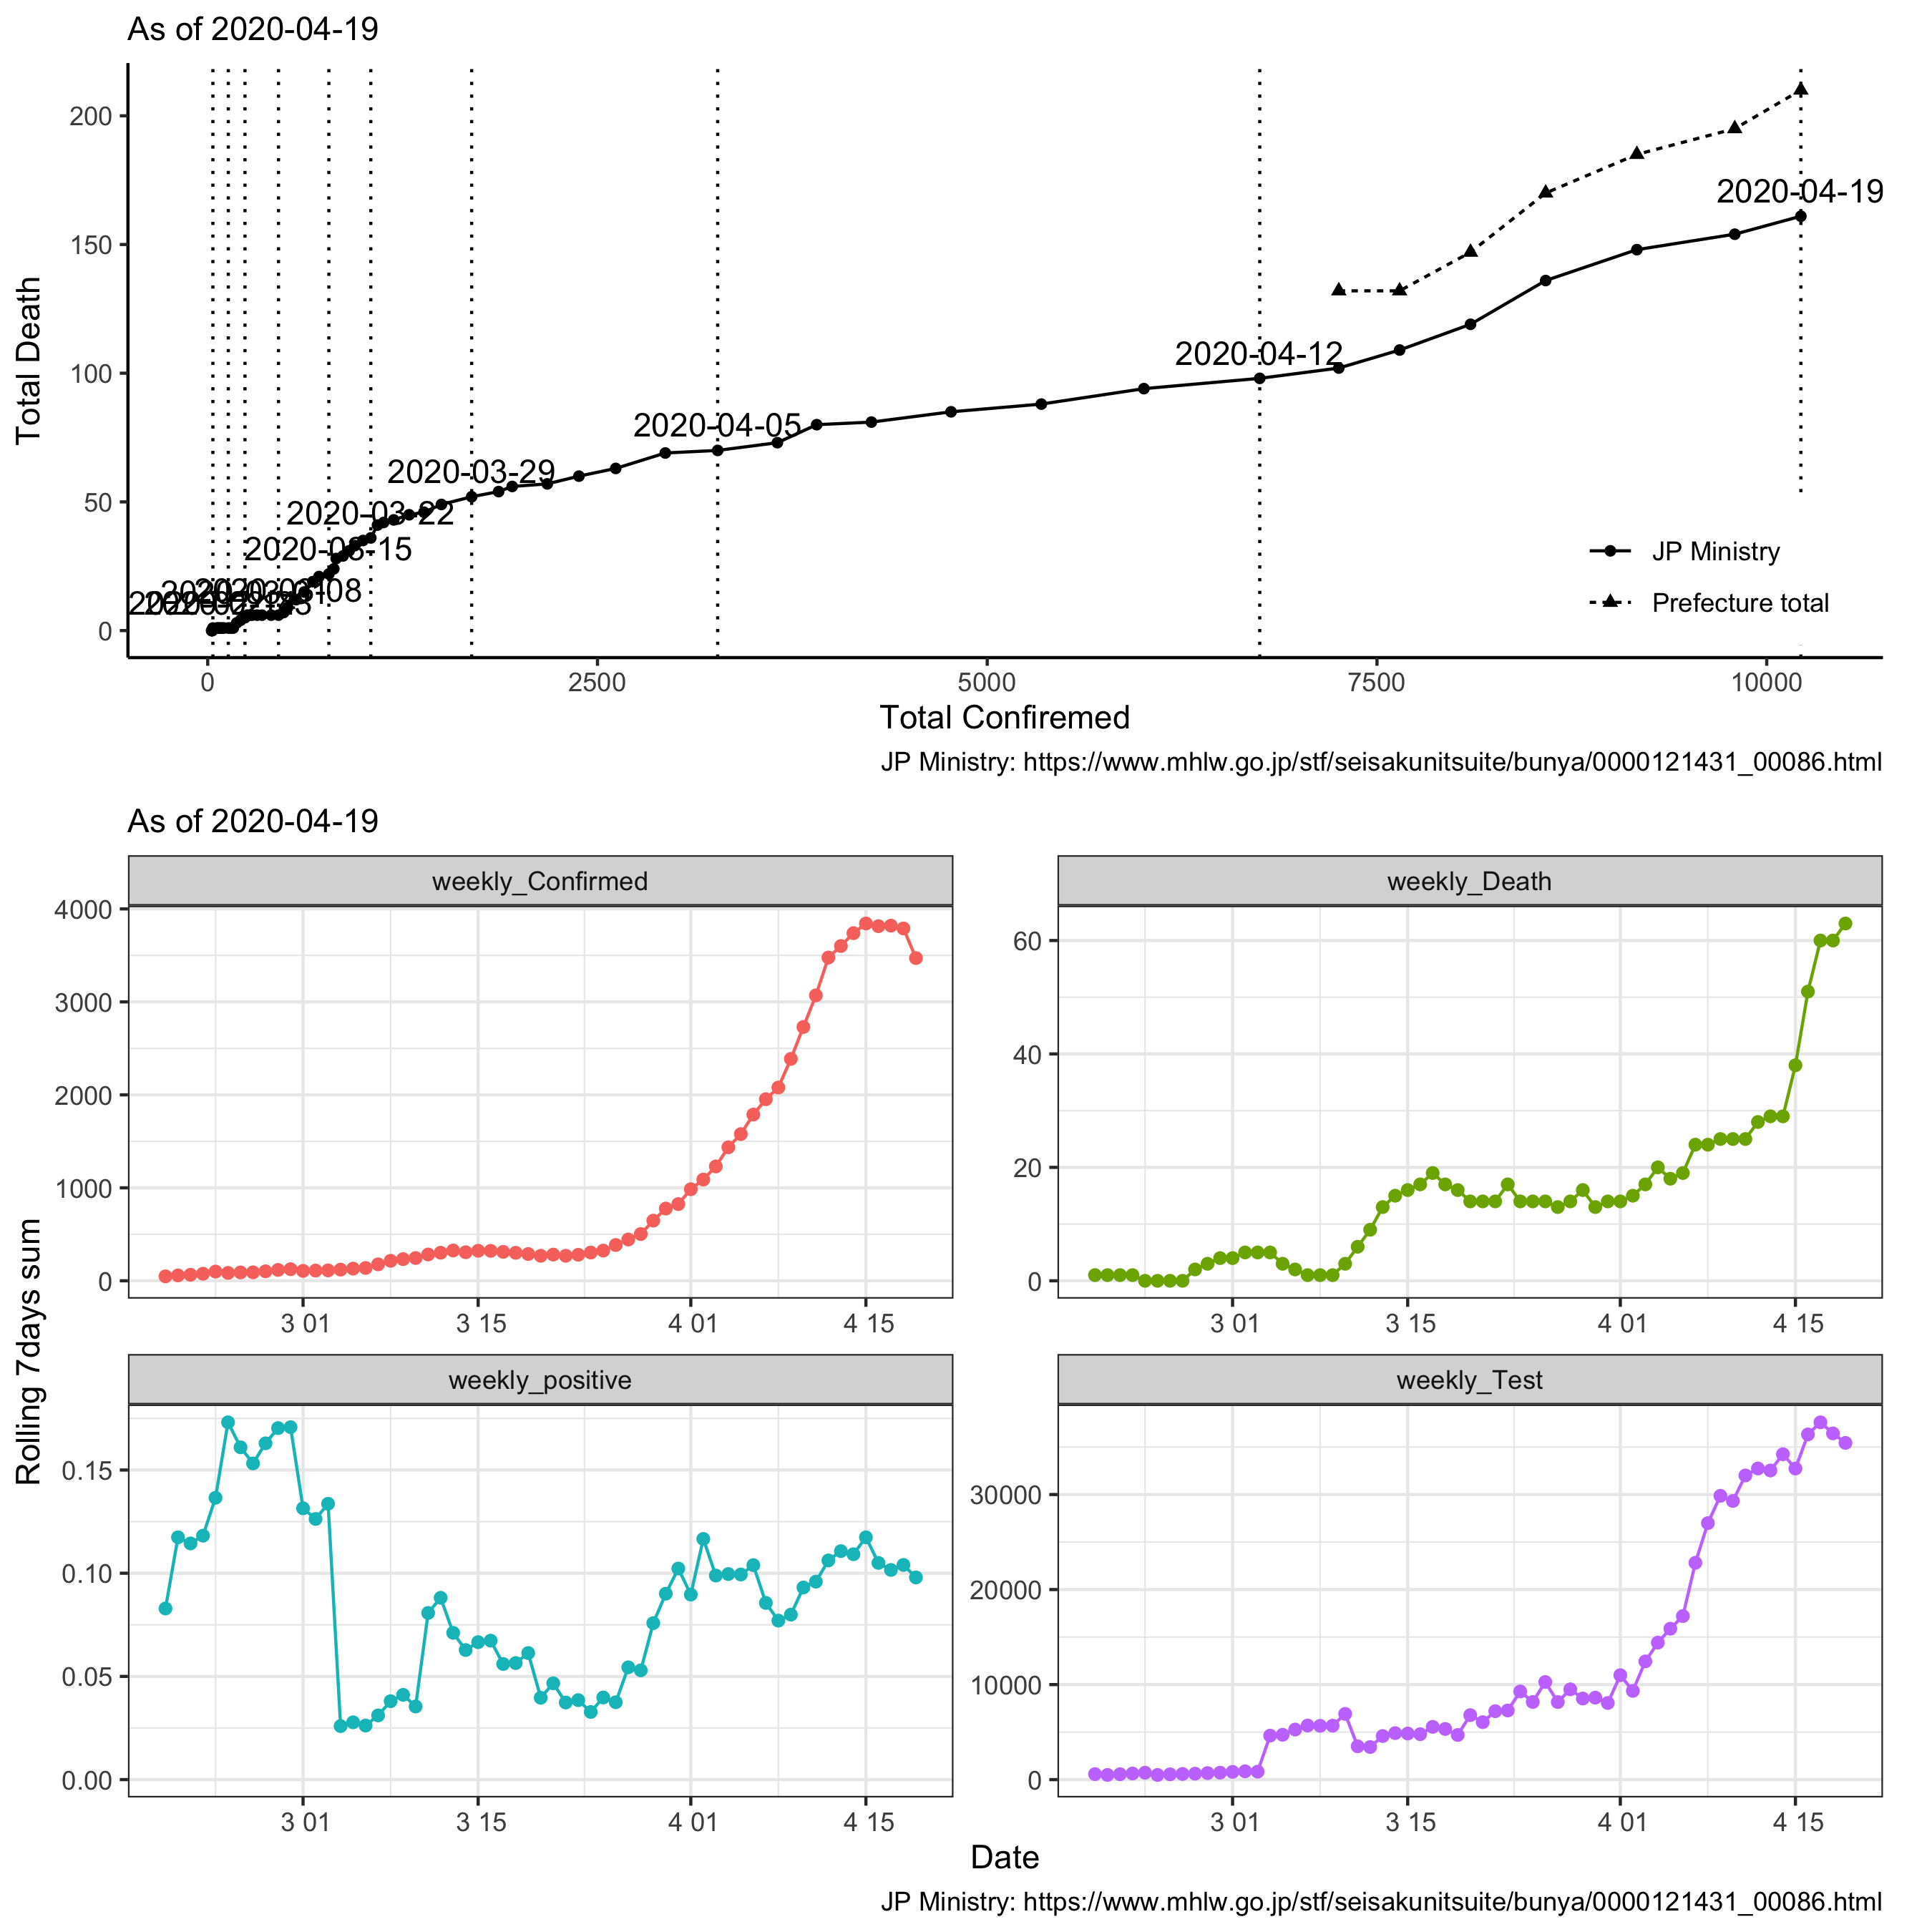 As of 2020-04-19
Total Death
200
150
100
50
0
2020-03-08
2020-03-15
2020-03-22
2020-03-29
2020-04-05
2020-04-12
2020-04-19
JP Ministry
Prefecture total
0 2500 5000 7500 10000
Total Confiremed
JP Ministry: https://www.mhlw.go.jp/stf/seisakunitsuite/bunya/0000121431_00086.html
As of 2020-04-19
Rolling 7days sum
weekly_Confirmed
4000
3000
2000
1000
0
3 01 3 15 4 01 4 15
weekly_Death
60
40
20
0
3 01 3 15 4 01 4 15
weekly_positive
0.15
0.10
0.05
0.00
3 01 3 15 4 01 4 15
weekly_Test
30000
20000
10000
0
3 01 3 15 4 01 4 15
Date
JP Ministry: https://www.mhlw.go.jp/stf/seisakunitsuite/bunya/0000121431_00086.html